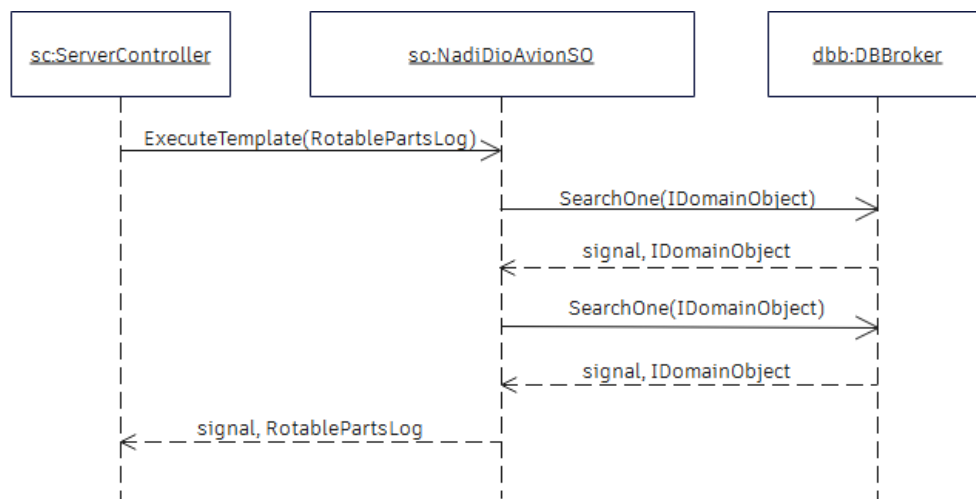 sc:ServerController
so:NadiDioAvionSO
dbb:DBBroker
ExecuteTemplate(RotablePartsLog)
SearchOne(IDomainObject)
signal, IDomainObject
SearchOne(IDomainObject)
signal, IDomainObject
signal, RotablePartsLog